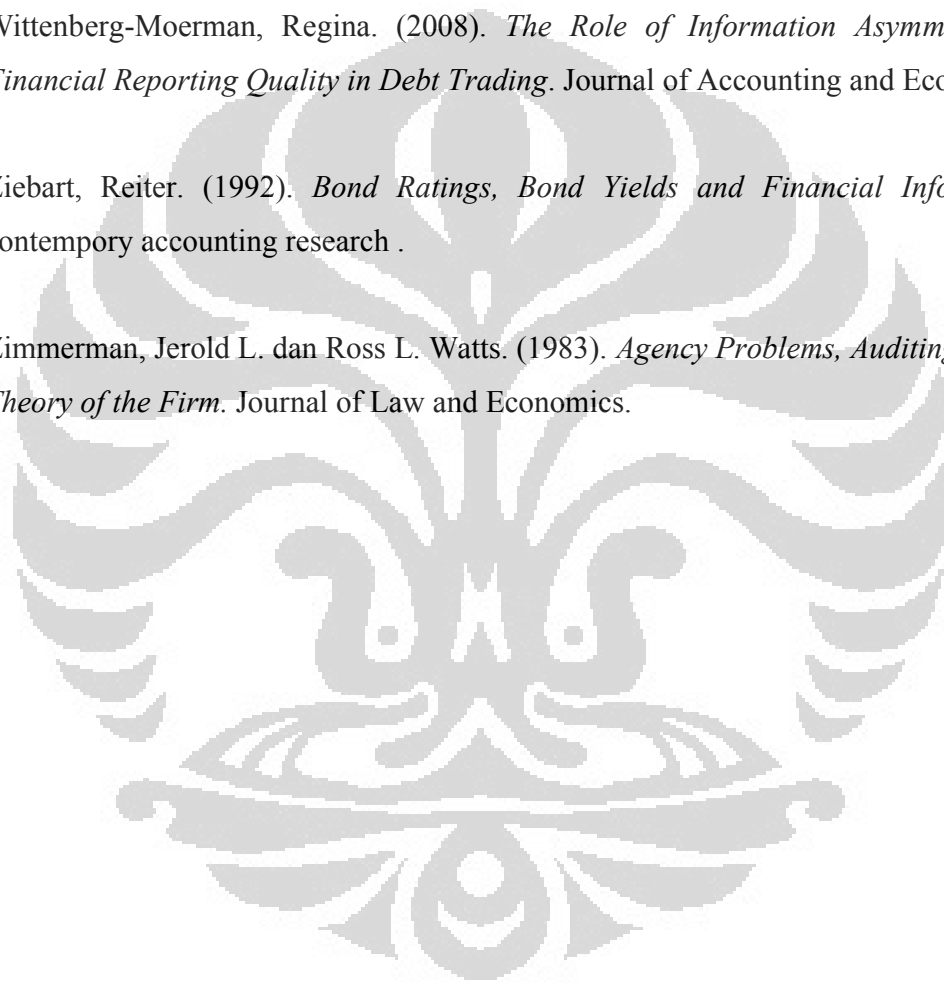 Wittenberg-Moerman, Regina. (2008). The Role of Information Asymm
Financial Reporting Quality in Debt Trading. Journal of Accounting and Eco
Ziebart, Reiter. (1992). Bond Ratings, Bond Yields and Financial Info
contempory accounting research .
Zimmerman, Jerold L. dan Ross L. Watts. (1983). Agency Problems, Auditing
Theory of the Firm. Journal of Law and Economics.